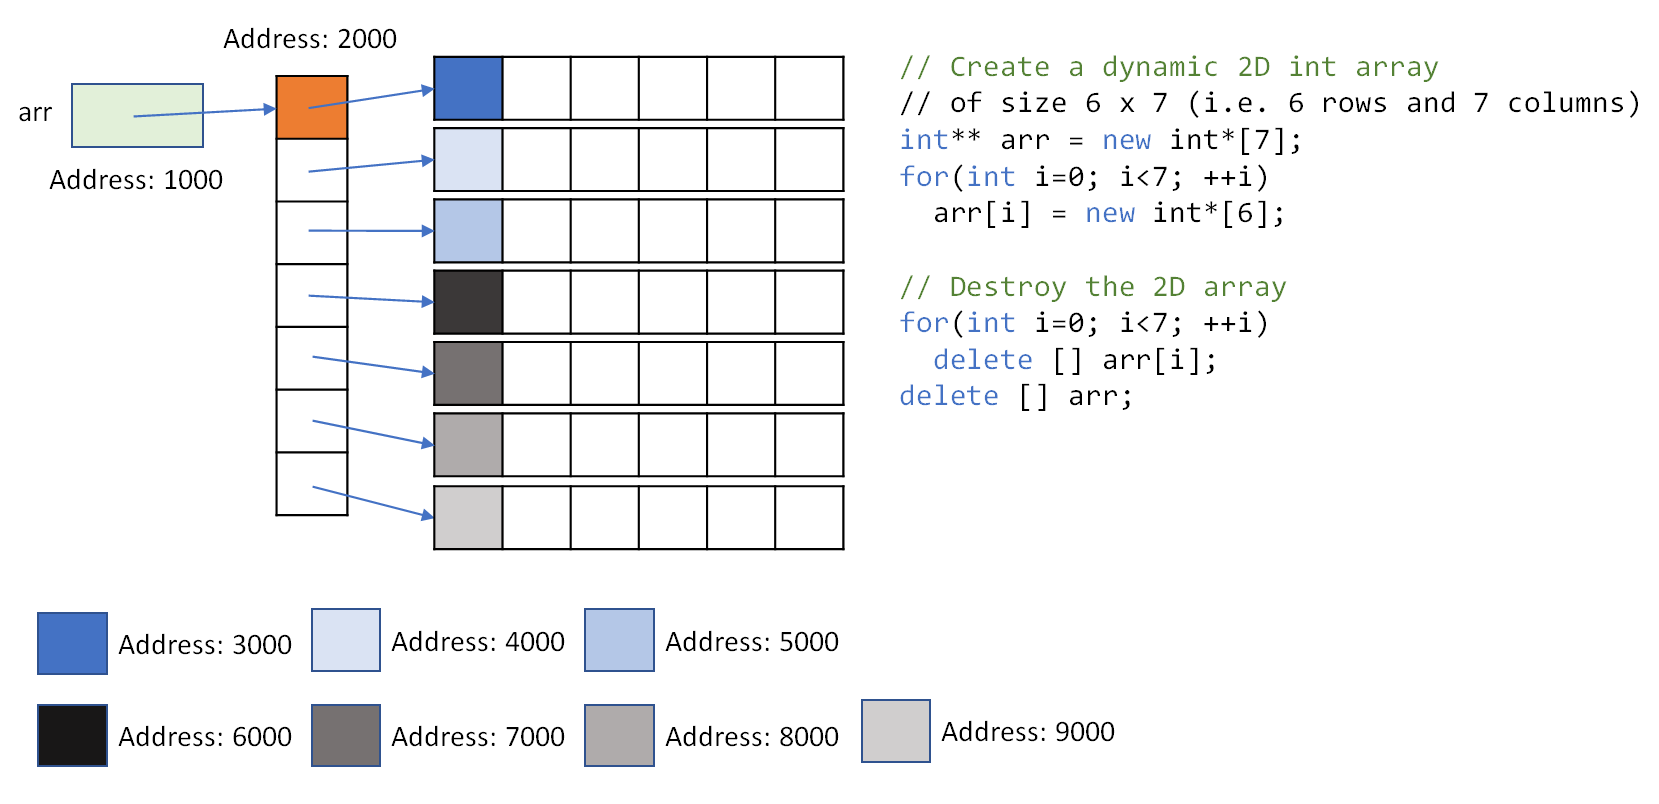 Address: 2000
arr
Address: 1000
// Create a dynamic 2D int array
// of size 6 x 7 (i.e. 6 rows and 7 columns)
int** arr = new int*[7];
for(int i=0; i<7; ++i)
  arr[i] = new int*[6];
// Destroy the 2D array
for(int i=0; i<7; ++i)
  delete [] arr[i];
delete [] arr;
Address: 3000
Address: 4000
Address: 5000
Address: 6000
Address: 7000
Address: 8000
Address: 9000